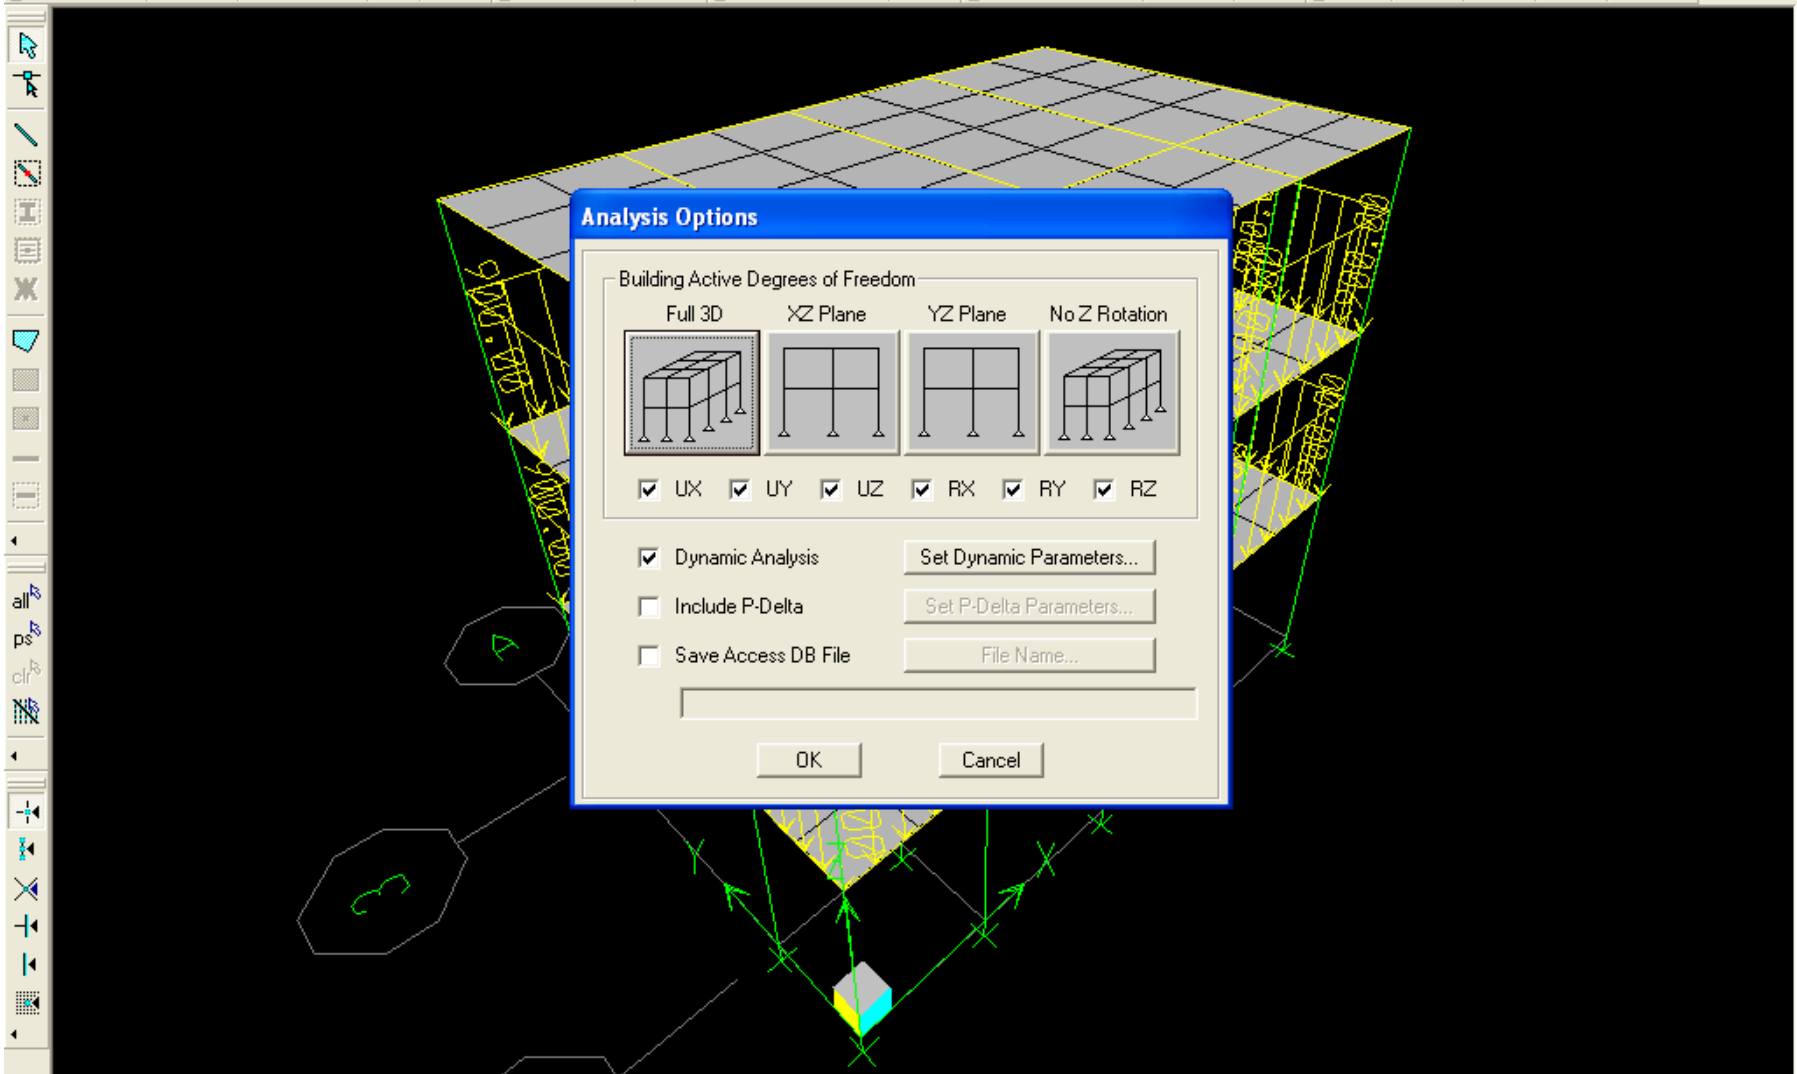 Analysis Options
Building Active Degrees of Freedom
Full 3D XZ Plane YZ Plane No Z Rotation
UX UY UZ RX RY RZ
Dynamic Analysis Set Dynamic Parameters...
Include P-Delta Set P-Delta Parameters...
Save Access DB File File Name...
OK Cancel
all
ps
clr
A
C
Y
Z
X